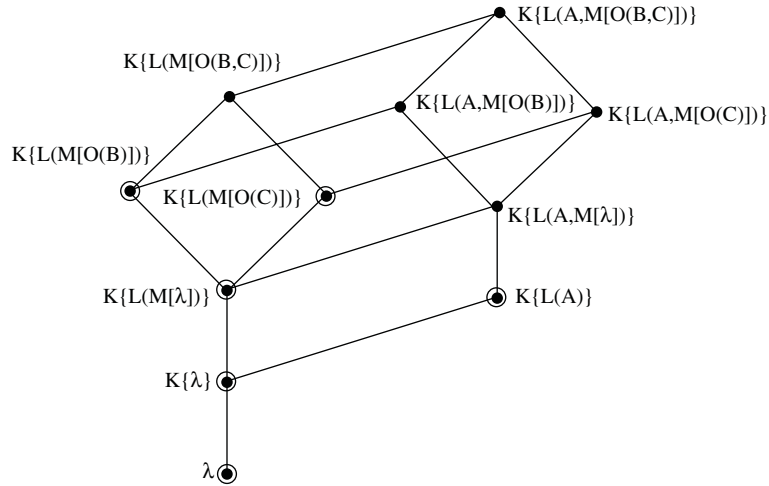 K{L(A,M[O(B,C)])}
K{L(M[O(B,C)])}
K{L(A,M[O(B)])}
K{L(A,M[O(C)])}
K{L(M[O(B)])}
K{L(M[O(C)])}
K{L(A,M[λ])}
K{L(M[λ])}
K{L(A)}
K{λ}
λ